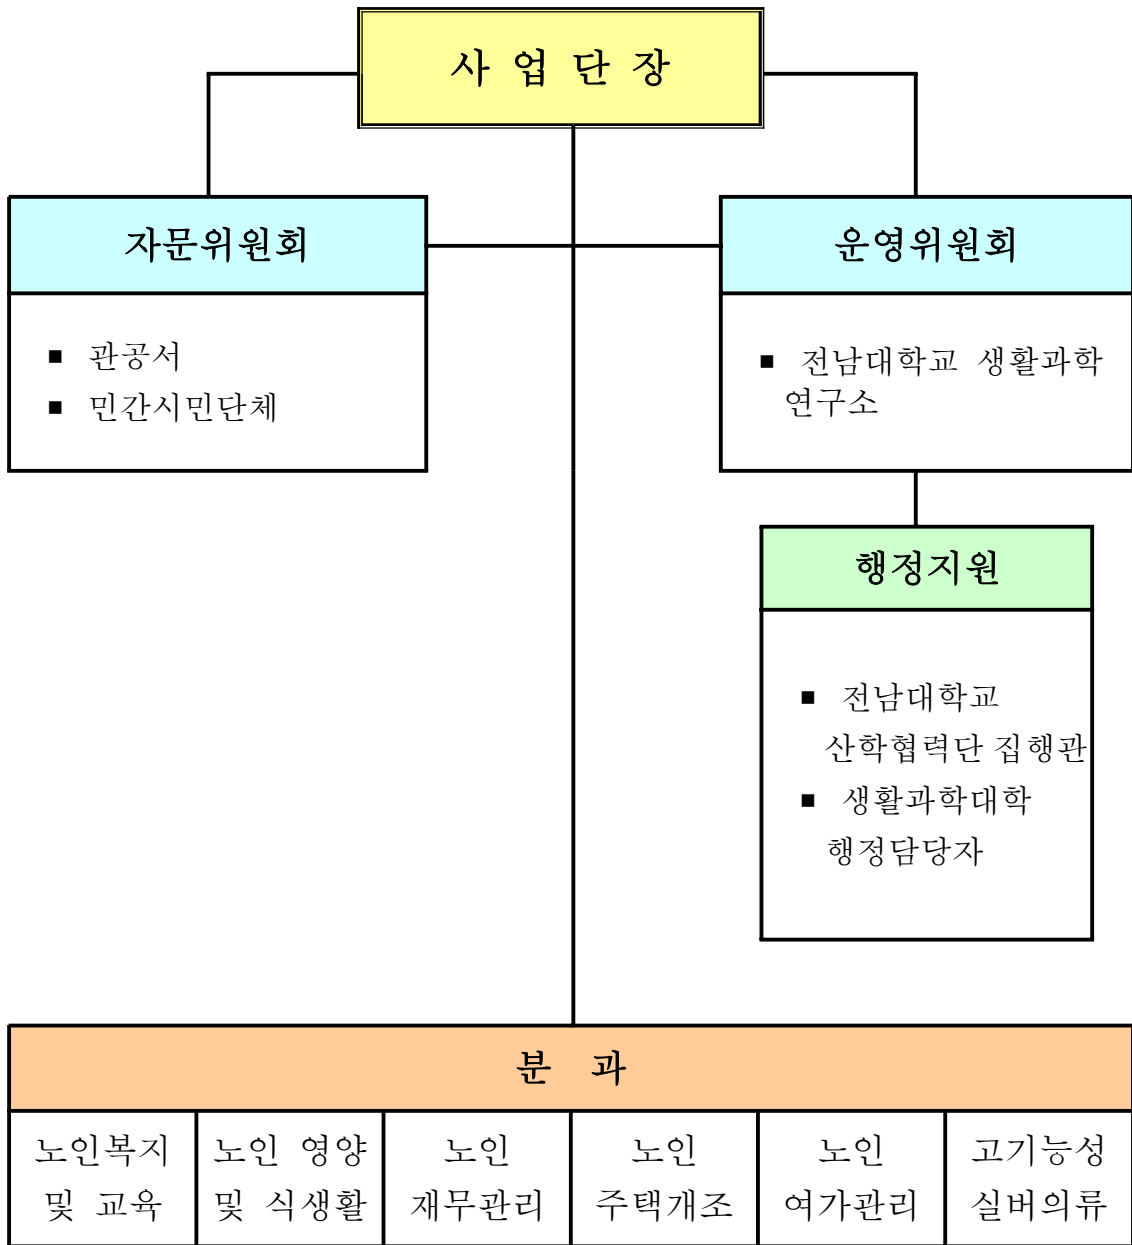 사 업 단 장
자문위원회
■ 관공서
■ 민간시민단체
운영위원회
■ 전남대학교 생활과학
연구소
행정지원
■ 전남대학교
산학협력단 집행관
■ 생활과학대학
행정담당자
분 과
노인복지
및 교육
노인 영양
및 식생활
노인
재무관리
노인
주택개조
노인
여가관리
고기능성
실버의류